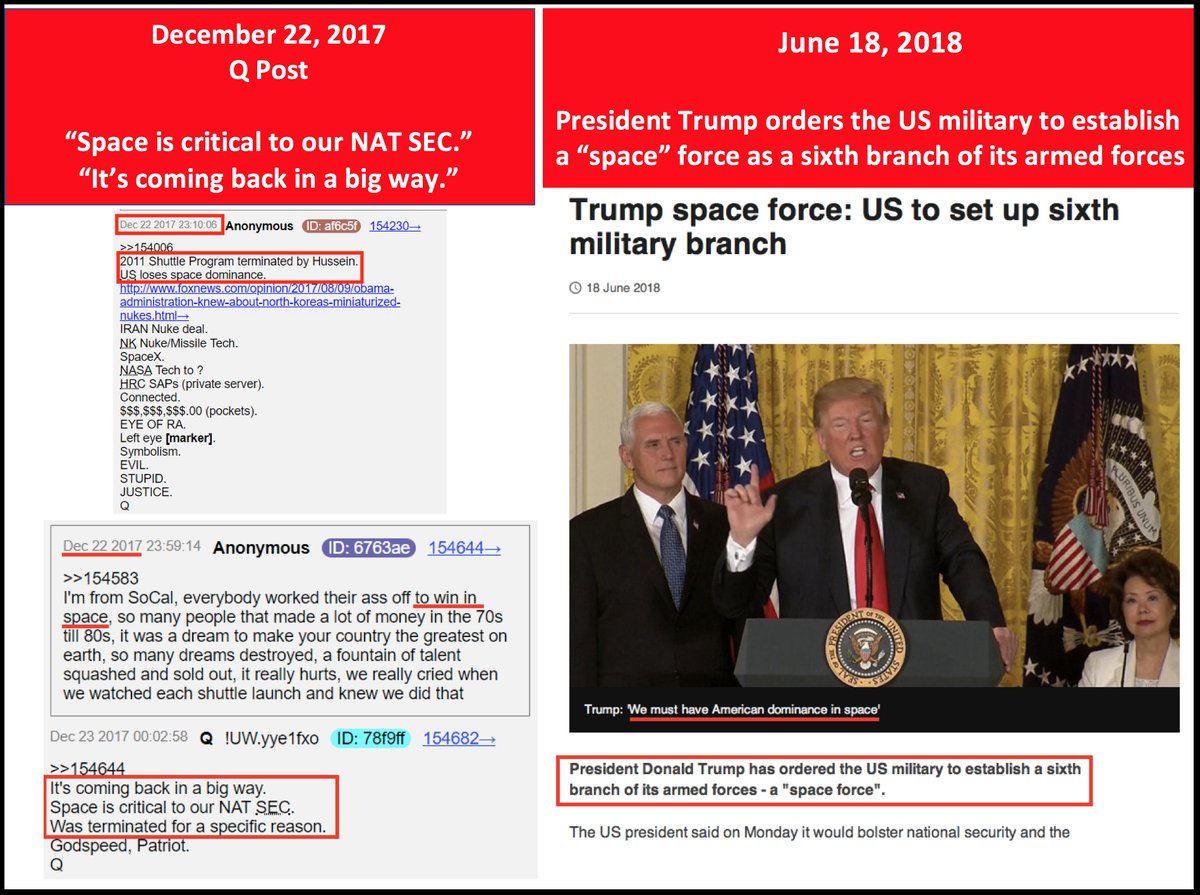 December 22, 2017
Q Post
“Space is critical to our NAT SEC.”
“It’s coming back in a big way.”
Dec 22 2017 23:10:06 Anonymous ID: af6c5f 154230→
>>154006
2011 Shuttle Program terminated by Hussein.
US loses space dominance.
http://www.foxnews.com/opinion/2017/08/09/obama-
administration-knew-about-north-koreas-miniaturized-
nukes.html→
IRAN Nuke deal.
NK Nuke/Missile Tech.
SpaceX.
NASA Tech to ?
HRC SAPs (private server).
Connected.
$$$,$$$,$$$.00 (pockets).
EYE OF RA.
Left eye [marker].
Symbolism.
EVIL.
STUPID.
JUSTICE.
Q
Dec 22 2017 23:59:14 Anonymous ID: 6763ae 154644→
>>154583
I'm from SoCal, everybody worked their ass off to win in
space, so many people that made a lot of money in the 70s
till 80s, it was a dream to make your country the greatest on
earth, so many dreams destroyed, a fountain of talent
squashed and sold out, it really hurts, we really cried when
we watched each shuttle launch and knew we did that
Dec 23 2017 00:02:58 Q !UW.yye1fxo ID: 78f9ff 154682→
>>154644
It's coming back in a big way.
Space is critical to our NAT SEC.
Was terminated for a specific reason.
Godspeed, Patriot.
Q
June 18, 2018
President Trump orders the US military to establish
a “space” force as a sixth branch of its armed forces
Trump space force: US to set up sixth
military branch
18 June 2018
PLURIBUS UNUM
SEAL OF THE PRESIDENT OF THE UNITED STATES
Trump: 'We must have American dominance in space'
President Donald Trump has ordered the US military to establish a sixth
branch of its armed forces - a "space force".
The US president said on Monday it would bolster national security and the